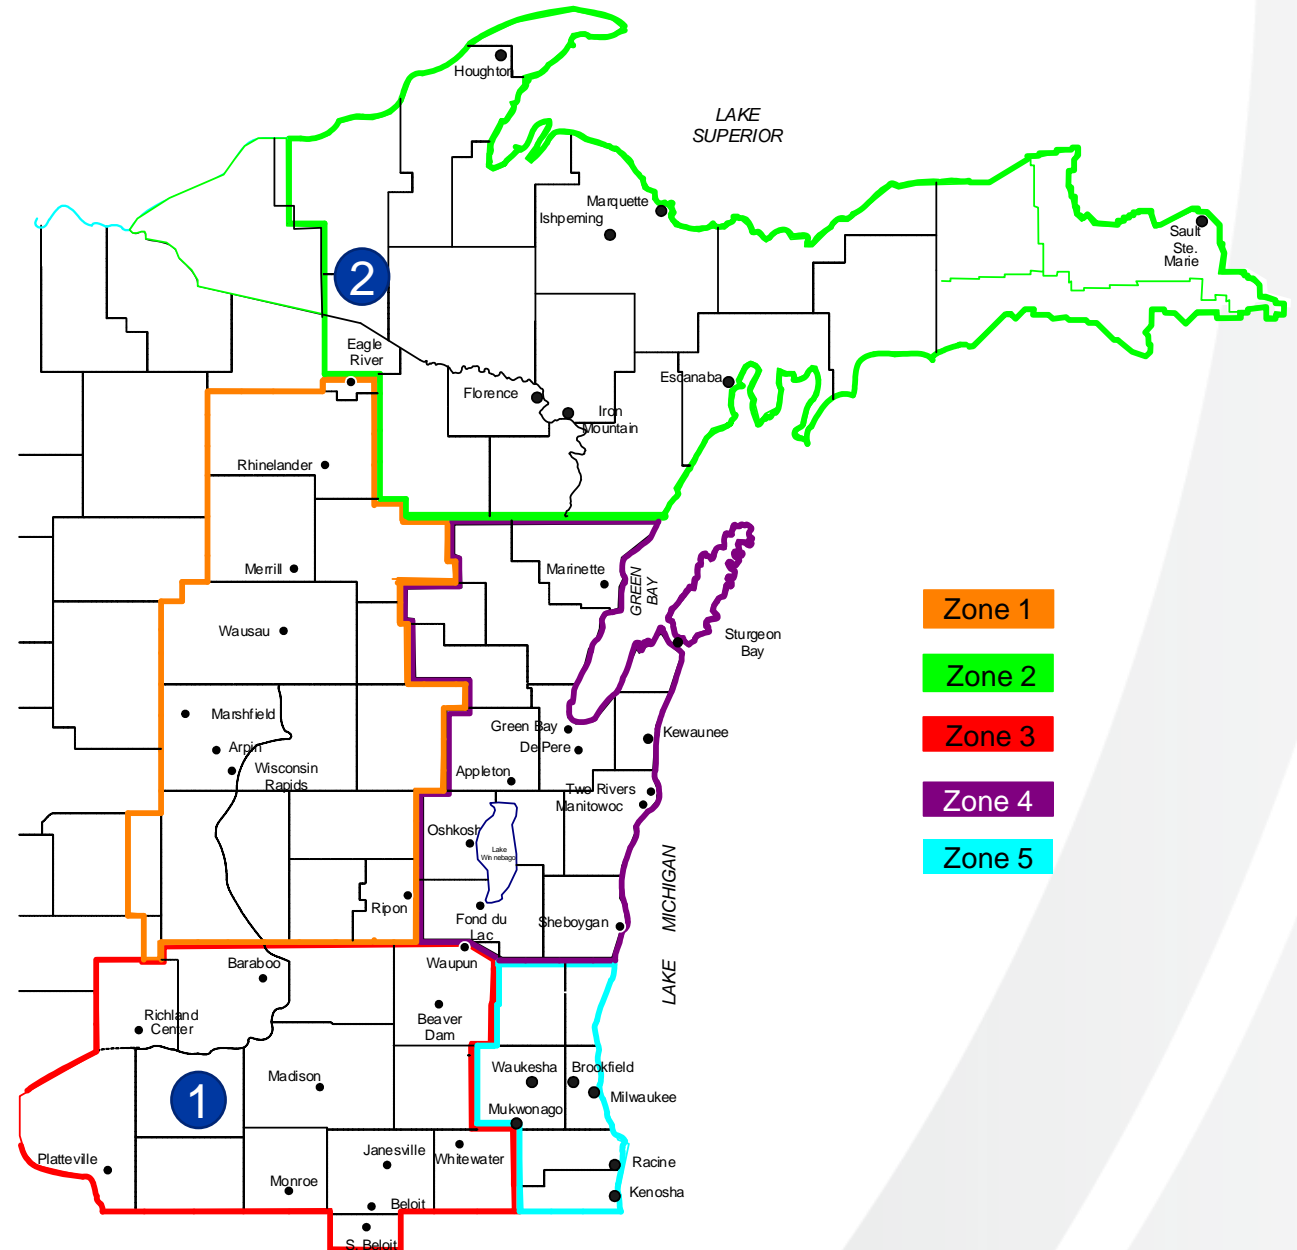 Houghton
LAKE
SUPERIOR
Marquette
Ishpeming
Sault
Ste.
Marie
2
Eagle
River
Escanaba
Florence
Iron
Mountain
Rhinelander
Merrill
Marinette
GREEN
BAY
Zone 1
Wausau
Sturgeon
Bay
Zone 2
Marshfield
Green Bay
Kewaunee
Zone 3
Arpin
De Pere
Wisconsin
Rapids
Appleton
Two Rivers
Manitowoc
Zone 4
Oshkosh
Lake
Winnebago
Zone 5
LAKE MICHIGAN
Ripon
Fond du
Lac
Sheboygan
Baraboo
Waupun
Richland
Center
Beaver
Dam
Madison
Waukesha
Brookfield
1
Milwaukee
Mukwonago
Platteville
Janesville
Whitewater
Racine
Monroe
Beloit
Kenosha
S. Beloit